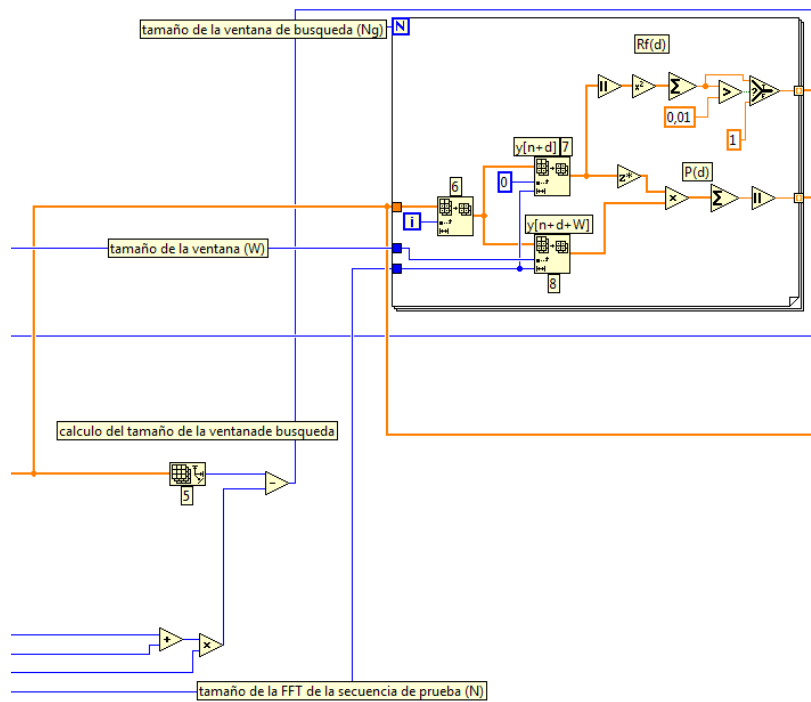 tamaño de la ventana de busqueda (Ng)
N
Rf(d)
||
x²
Σ
>
?
T
F
0,01
1
y[n+d]
7
6
0
i
z*
P(d)
x
Σ
||
y[n+d+W]
8
tamaño de la ventana (W)
calculo del tamaño de la ventanade busqueda
5
-
+
x
tamaño de la FFT de la secuencia de prueba (N)